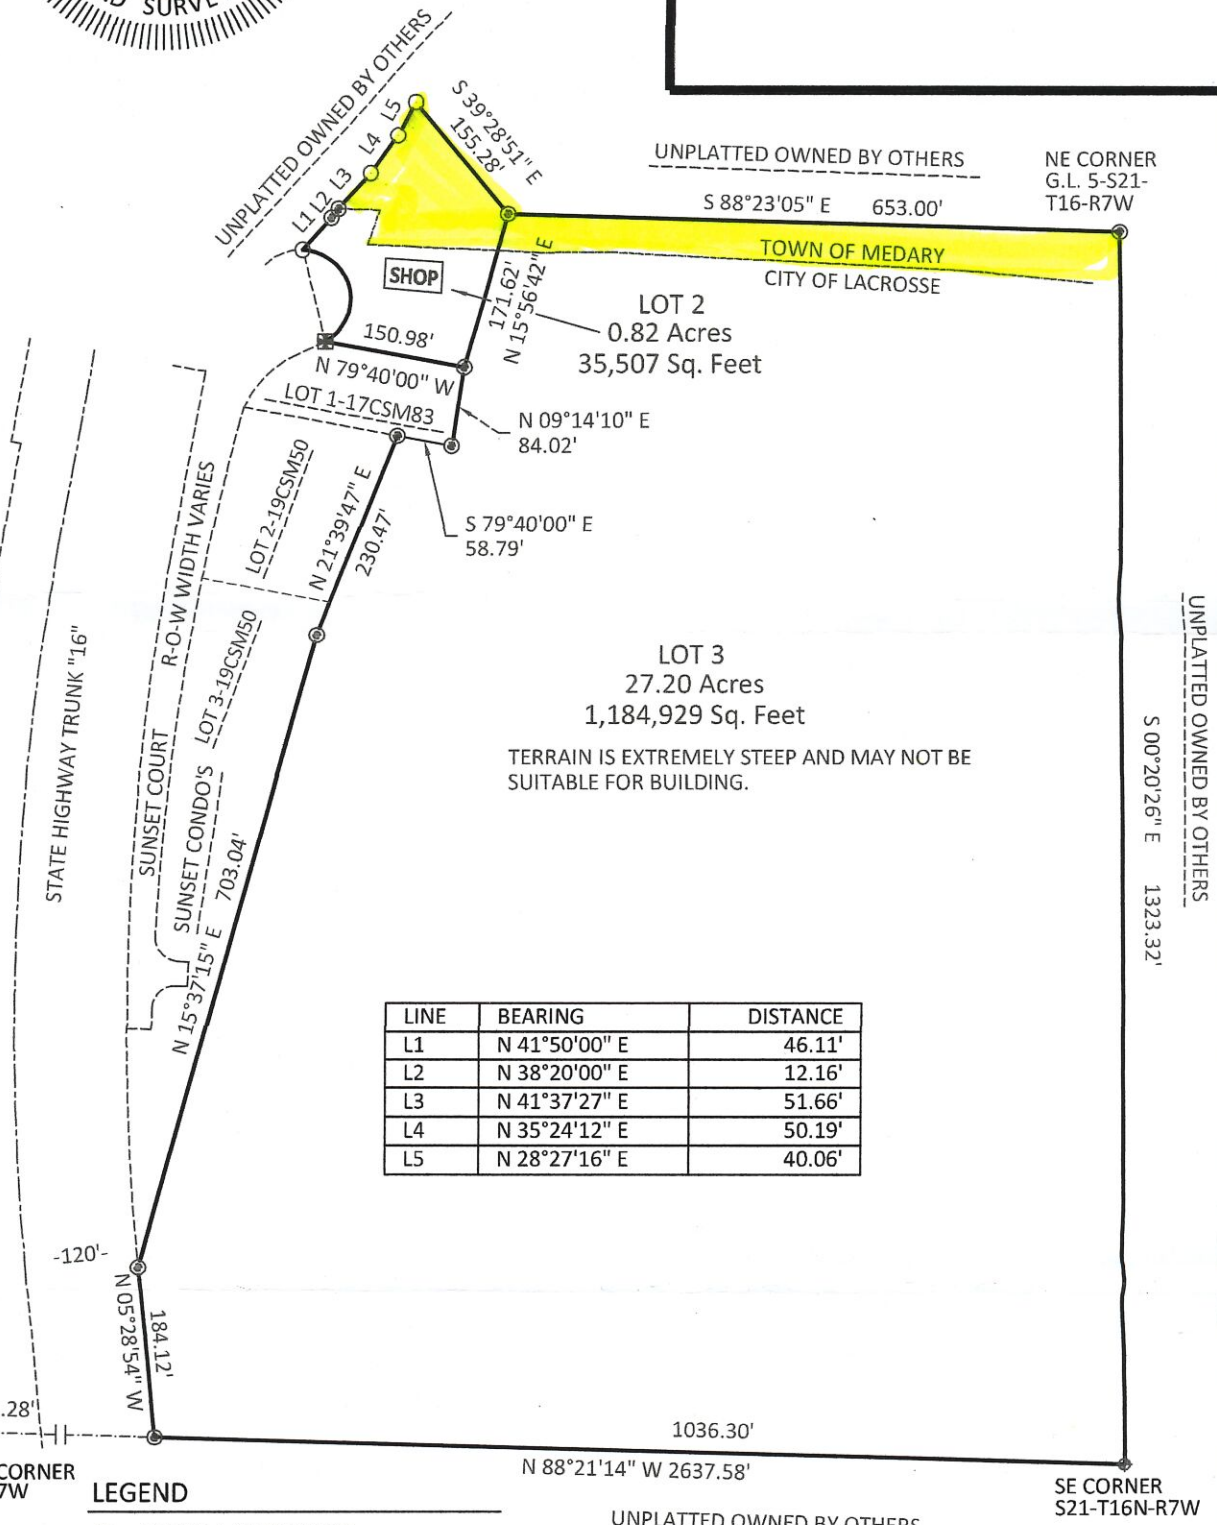 SURVE
UNPLATTED OWNED BY OTHERS
L1
L2
L3
L4
L5
S 39°28'51" E
155.28'
UNPLATTED OWNED BY OTHERS
S 88°23'05" E 653.00'
NE CORNER
G.L. 5-S21-
T16-R7W
TOWN OF MEDARY
CITY OF LACROSSE
SHOP
171.62'
N 15°56'42" E
LOT 2
0.82 Acres
35,507 Sq. Feet
150.98'
N 79°40'00" W
LOT 1-17CSM83
N 09°14'10" E
84.02'
S 79°40'00" E
58.79'
N 21°39'47" E
230.47'
LOT 2-19CSM50
R-O-W WIDTH VARIES
LOT 3-19CSM50
STATE HIGHWAY TRUNK "16"
SUNSET COURT
SUNSET CONDO'S
N 15°37'15" E 703.04'
LOT 3
27.20 Acres
1,184,929 Sq. Feet
TERRAIN IS EXTREMELY STEEP AND MAY NOT BE
SUITABLE FOR BUILDING.
UNPLATTED OWNED BY OTHERS
S 00°20'26" E 1323.32'
LINE BEARING DISTANCE
L1 N 41°50'00" E 46.11'
L2 N 38°20'00" E 12.16'
L3 N 41°37'27" E 51.66'
L4 N 35°24'12" E 50.19'
L5 N 28°27'16" E 40.06'
-120'-
N 05°28'54" W
184.12'
.28'
1036.30'
N 88°21'14" W 2637.58'
CORNER
7W
LEGEND
SE CORNER
S21-T16N-R7W
UNPLATTED OWNED BY OTHERS